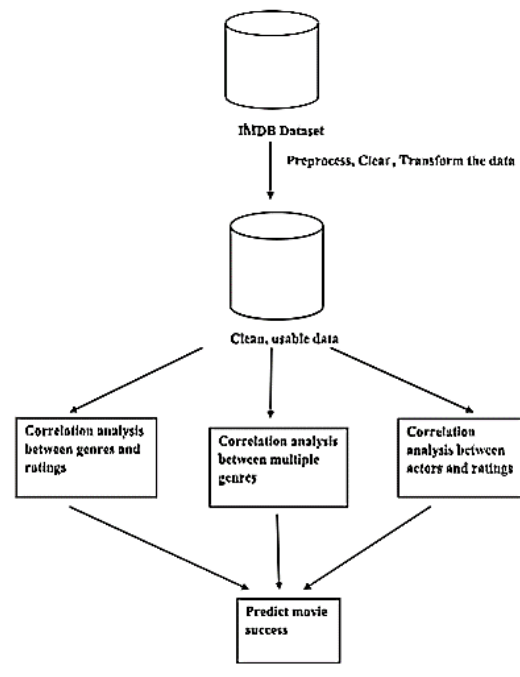 IMDB Dataset
Preprocess, Clear, Transform the data
Clean, usable data
Correlation analysis
between genres and
ratings
Correlation analysis
between multiple
genres
Correlation
analysis between
actors and ratings
Predict movie
success